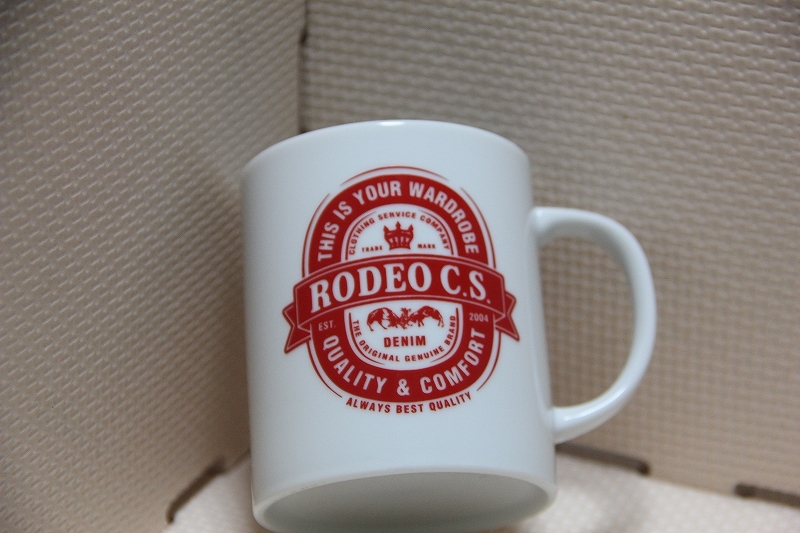 THIS IS YOUR WARDROBE
CLOTHING SERVICE COMPANY
TRADE MARK
RODEO C.S.
EST. 2004
DENIM
THE ORIGINAL GENUINE BRAND
QUALITY & COMFORT
ALWAYS BEST QUALITY